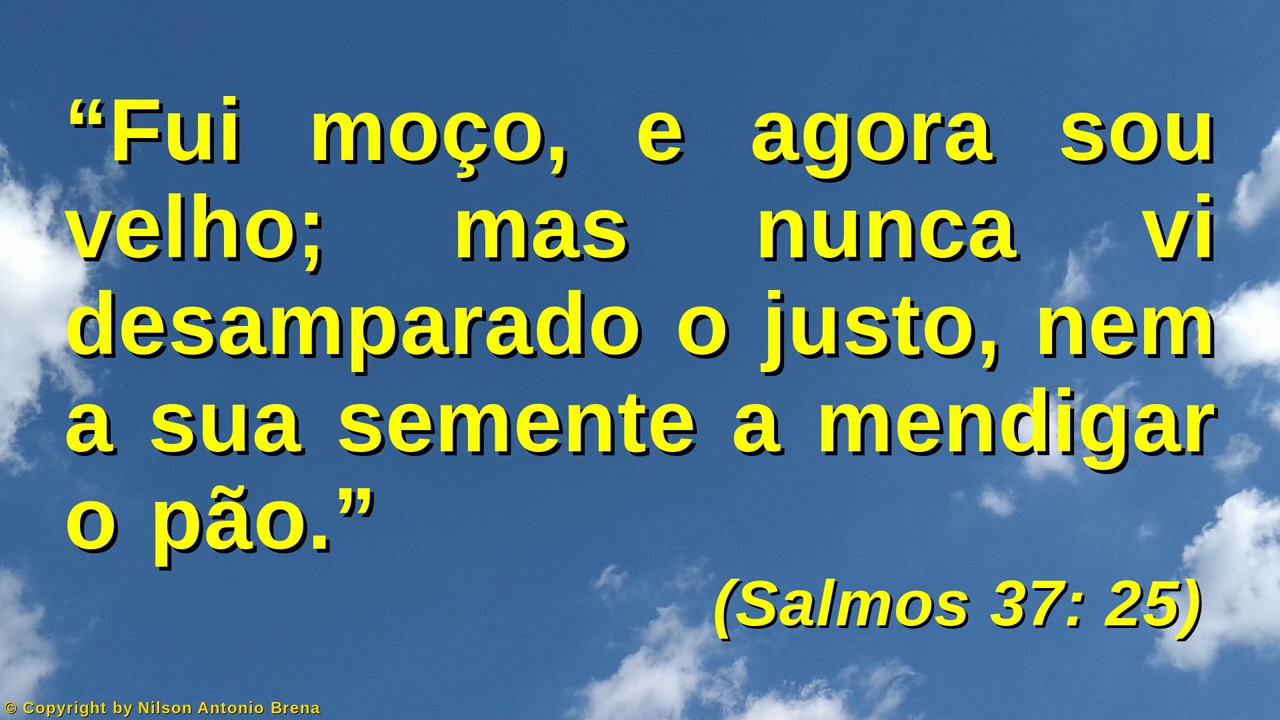 “Fui moço, e agora sou
velho; mas nunca vi
desamparado o justo, nem
a sua semente a mendigar
o pão.”
(Salmos 37: 25)
© Copyright by Nilson Antonio Brena